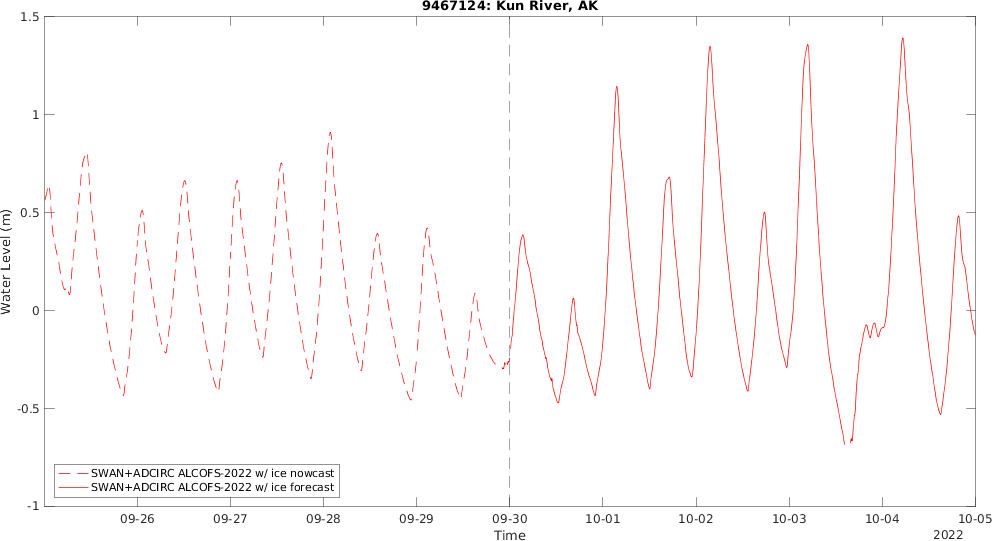 9467124: Kun River, AK
1.5
1
0.5
0
-0.5
-1
Water Level (m)
SWAN+ADCIRC ALCOFS-2022 w/ ice nowcast
SWAN+ADCIRC ALCOFS-2022 w/ ice forecast
09-26 09-27 09-28 09-29 09-30 10-01 10-02 10-03 10-04 10-05
Time
2022